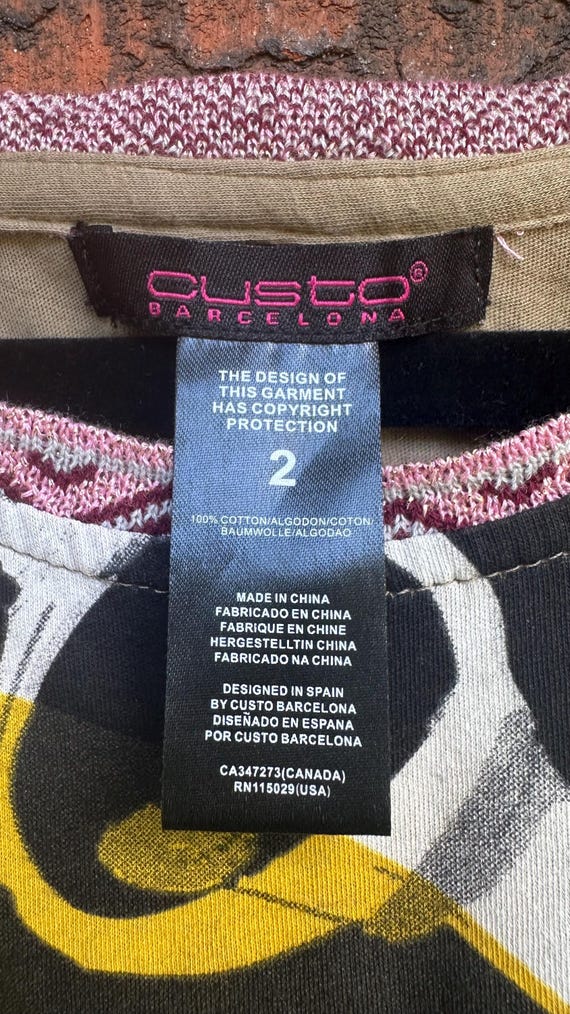 custo®
BARCELONA
THE DESIGN OF
THIS GARMENT
HAS COPYRIGHT
PROTECTION
2
100% COTTON/ALGODON/COTON/
BAUMWOLLE/ALGODAO
MADE IN CHINA
FABRICADO EN CHINA
FABRIQUE EN CHINE
HERGESTELLTIN CHINA
FABRICADO NA CHINA
DESIGNED IN SPAIN
BY CUSTO BARCELONA
DISEÑADO EN ESPANA
POR CUSTO BARCELONA
CA347273(CANADA)
RN115029(USA)